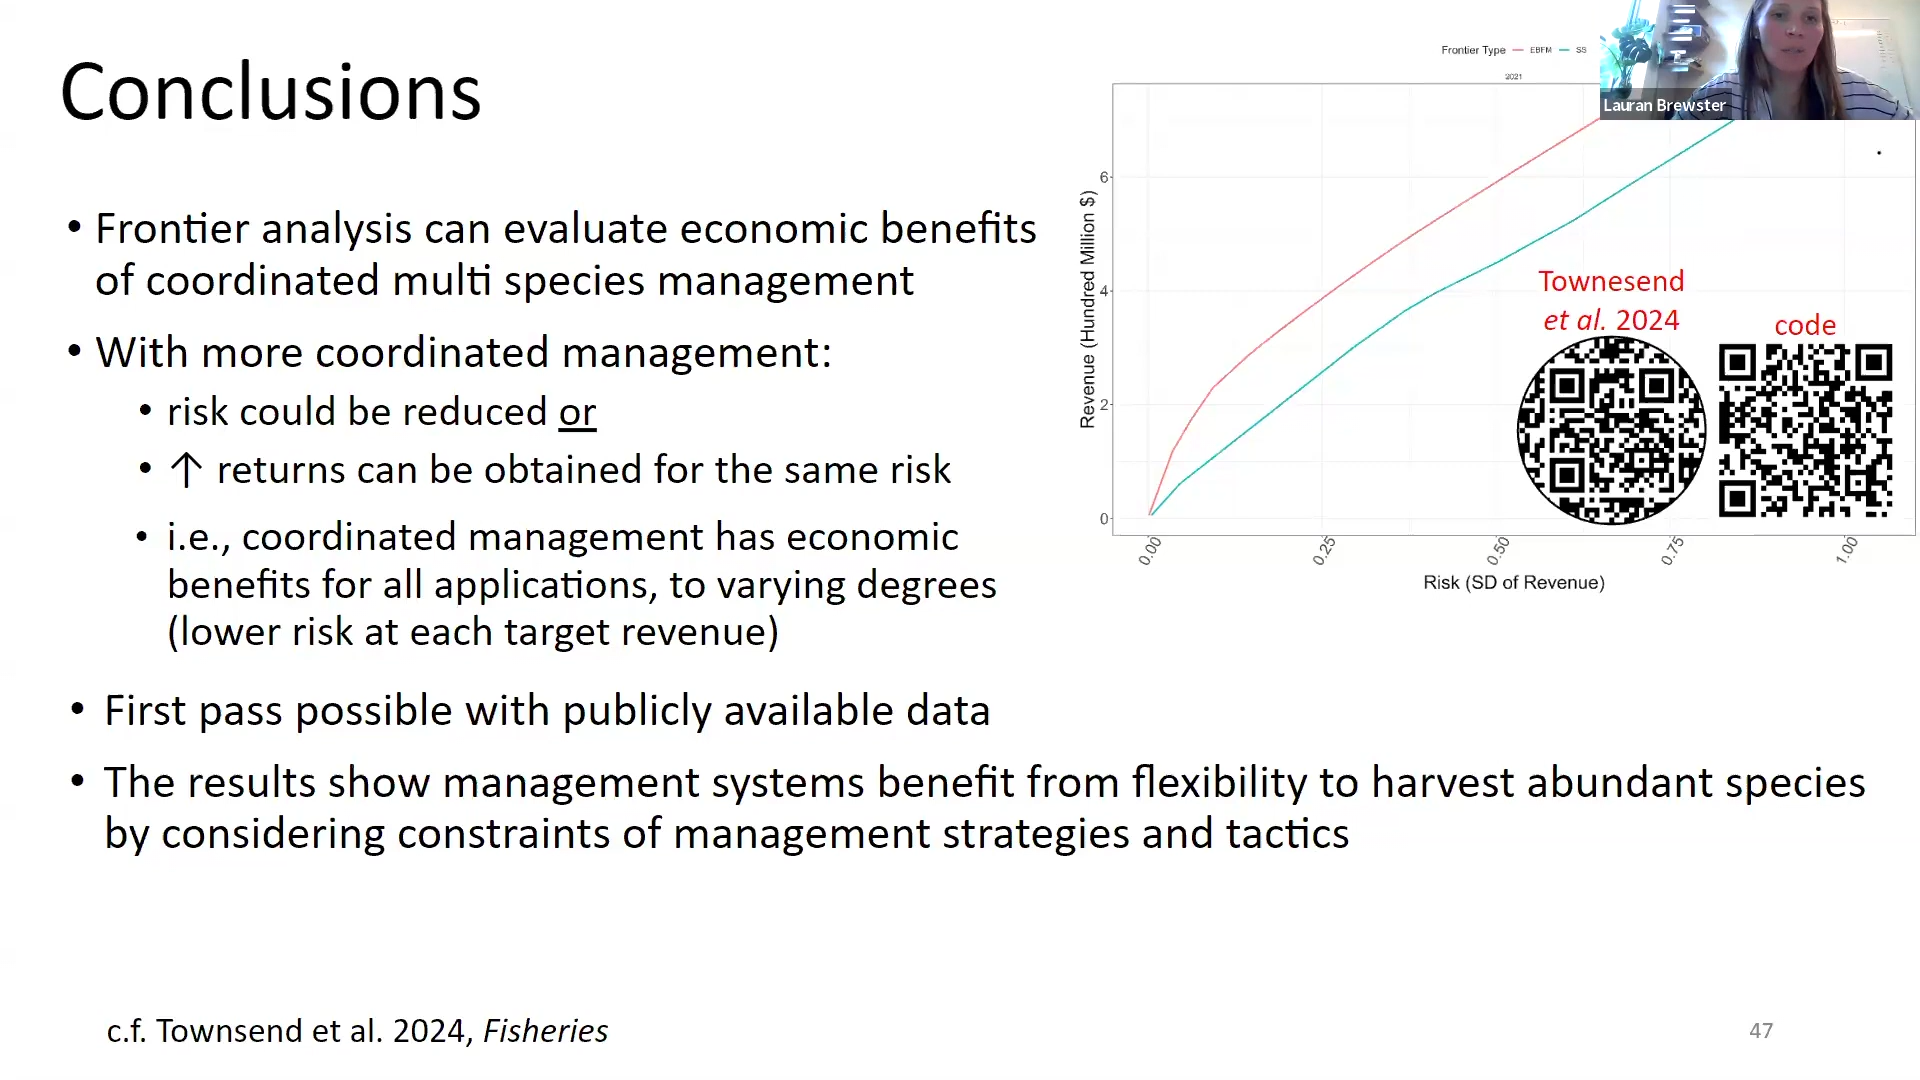 Conclusions
• Frontier analysis can evaluate economic benefits
of coordinated multi species management
• With more coordinated management:
• risk could be reduced or
• ↑ returns can be obtained for the same risk
• i.e., coordinated management has economic
benefits for all applications, to varying degrees
(lower risk at each target revenue)
• First pass possible with publicly available data
• The results show management systems benefit from flexibility to harvest abundant species
by considering constraints of management strategies and tactics
c.f. Townsend et al. 2024, Fisheries
47
Frontier Type EBFM SS
2021
Lauran Brewster
Revenue (Hundred Million $)
6
4
2
0
0.00 0.25 0.50 0.75 1.00
Risk (SD of Revenue)
Townesend
et al. 2024
code